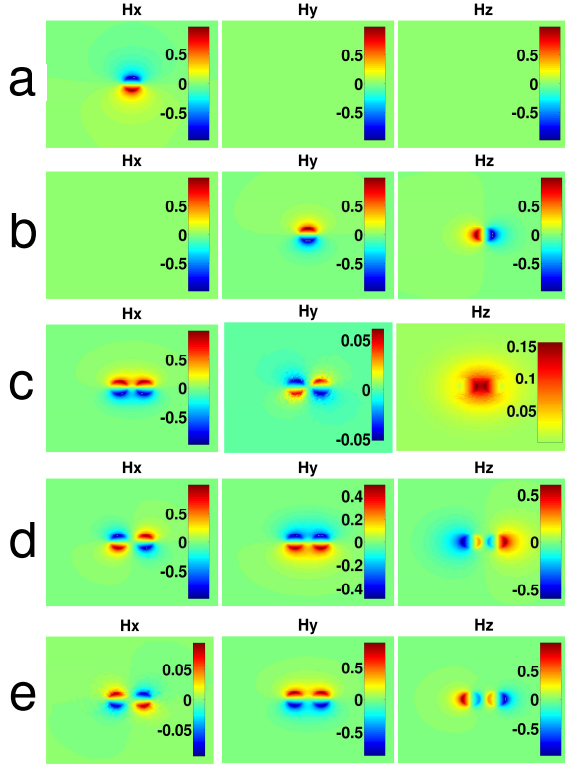 Hx Hy Hz
a
0.5 0.5 0.5
0 0 0
-0.5 -0.5 -0.5
Hx Hy Hz
b
0.5 0.5 0.5
0 0 0
-0.5 -0.5 -0.5
Hx Hy Hz
c
0.5 0.05 0.15
0 0 0.1
-0.5 -0.05 0.05
Hx Hy Hz
d
0.5 0.4 0.5
0.2
0 0 0
-0.2
-0.5 -0.4 -0.5
Hx Hy Hz
e
0.05 0.5 0.5
0 0 0
-0.05 -0.5 -0.5